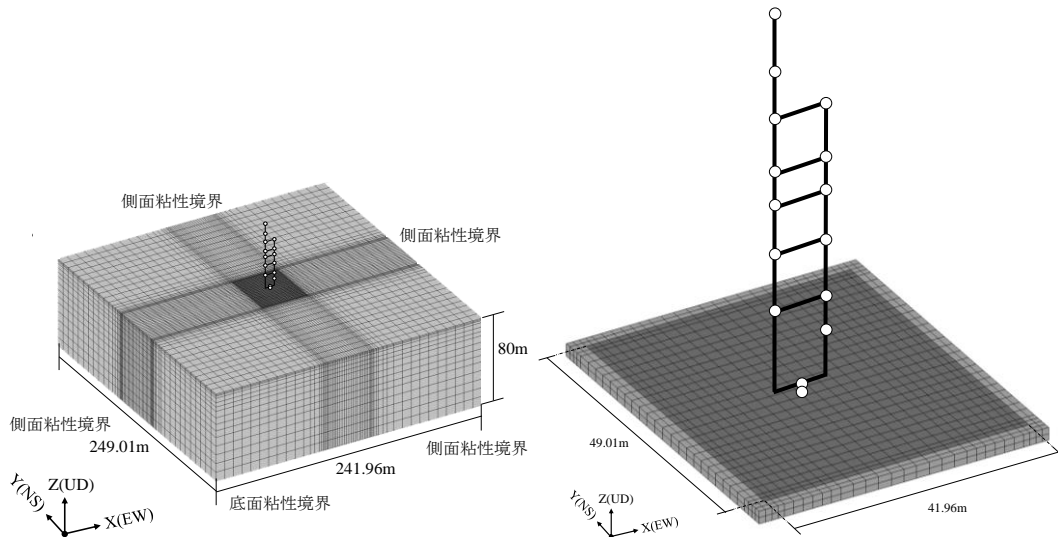 側面粘性境界
側面粘性境界
80m
側面粘性境界
249.01m
241.96m
側面粘性境界
底面粘性境界
Y(NS)
Z(UD)
X(EW)
49.01m
41.96m
Y(NS)
Z(UD)
X(EW)